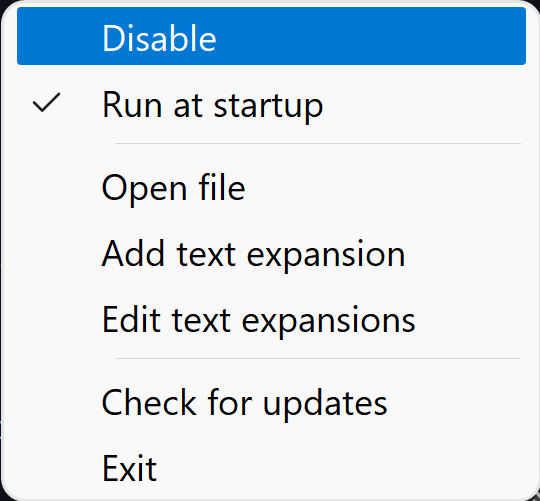 Disable
Run at startup
Open file
Add text expansion
Edit text expansions
Check for updates
Exit